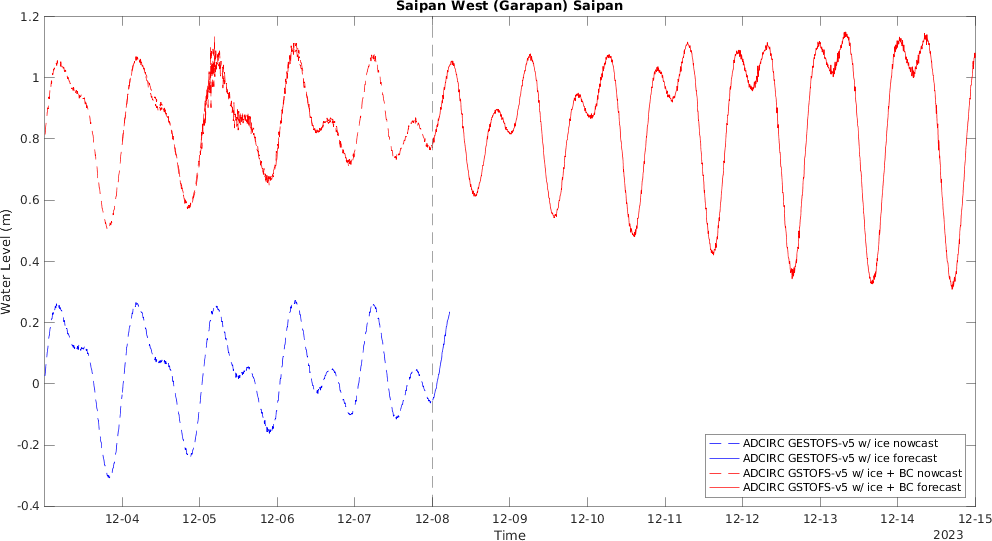 Saipan West (Garapan) Saipan
1.2
1
0.8
0.6
0.4
0.2
0
-0.2
-0.4
Water Level (m)
ADCIRC GESTOFS-v5 w/ ice nowcast
ADCIRC GESTOFS-v5 w/ ice forecast
ADCIRC GSTOFS-v5 w/ ice + BC nowcast
ADCIRC GSTOFS-v5 w/ ice + BC forecast
12-04 12-05 12-06 12-07 12-08 12-09 12-10 12-11 12-12 12-13 12-14 12-15
Time
2023